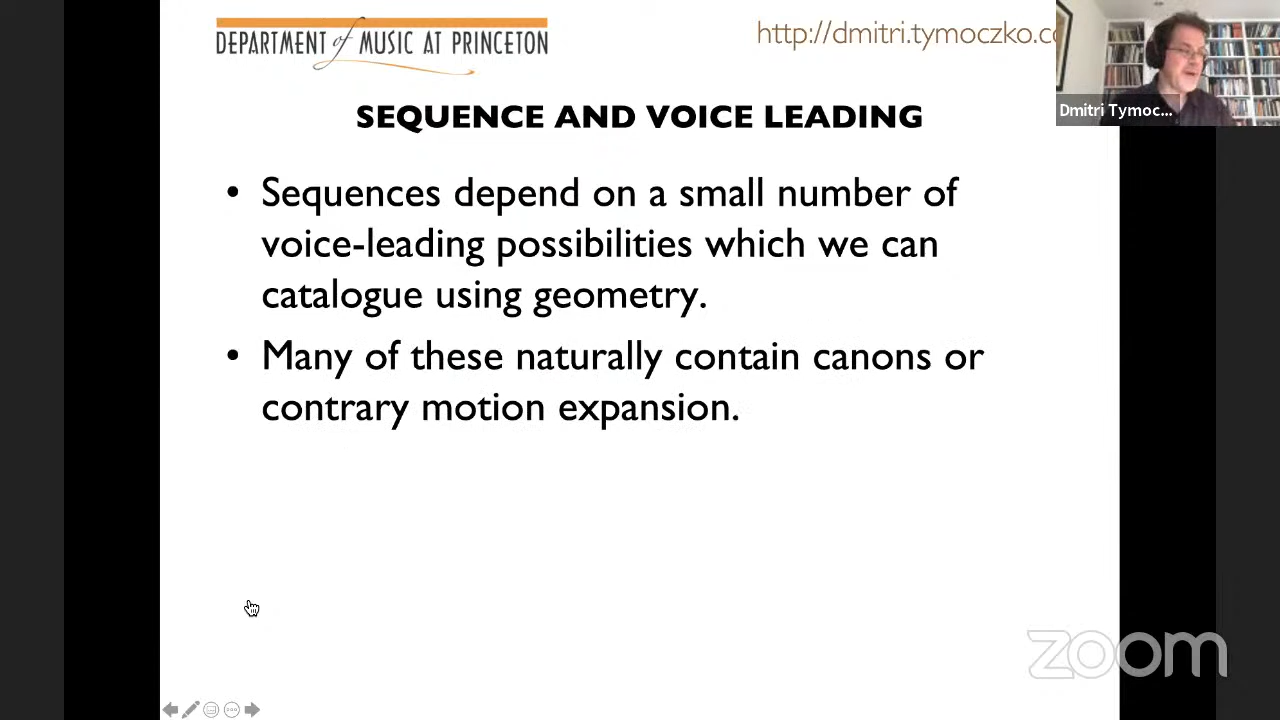 DEPARTMENT of MUSIC AT PRINCETON
http://dmitri.tymoczko.co
Dmitri Tymoc...
SEQUENCE AND VOICE LEADING
• Sequences depend on a small number of
voice-leading possibilities which we can
catalogue using geometry.
• Many of these naturally contain canons or
contrary motion expansion.
zoom